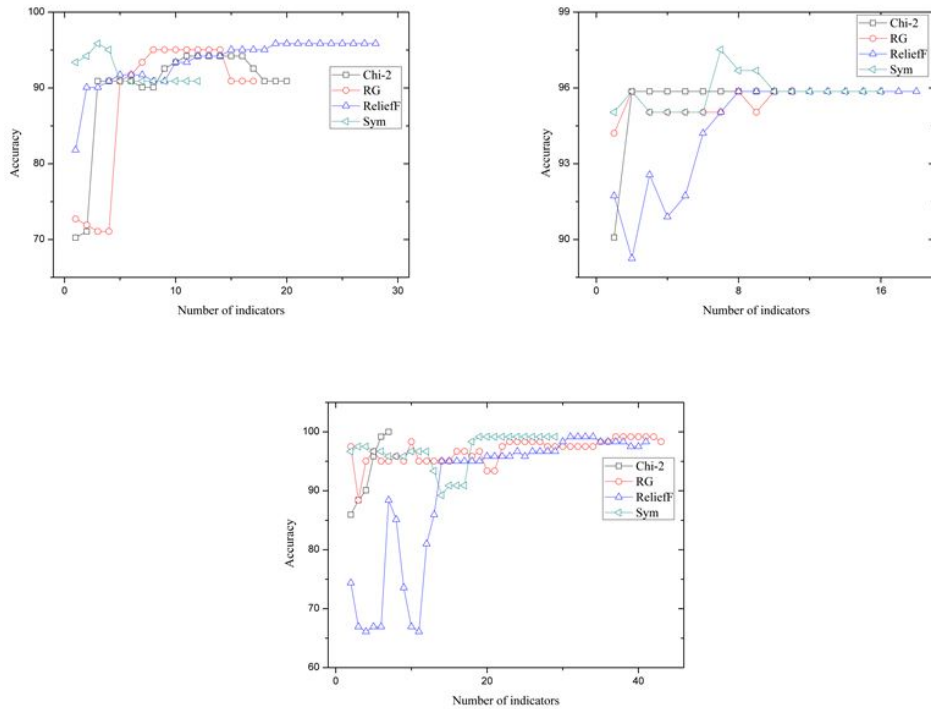 100
90
80
70
Accuracy
Chi-2
RG
ReliefF
Sym
0 10 20 30
Number of indicators
99
96
93
90
Accuracy
Chi-2
RG
ReliefF
Sym
0 8 16
Number of indicators
100
90
80
70
60
Accuracy
Chi-2
RG
ReliefF
Sym
0 20 40
Number of indicators